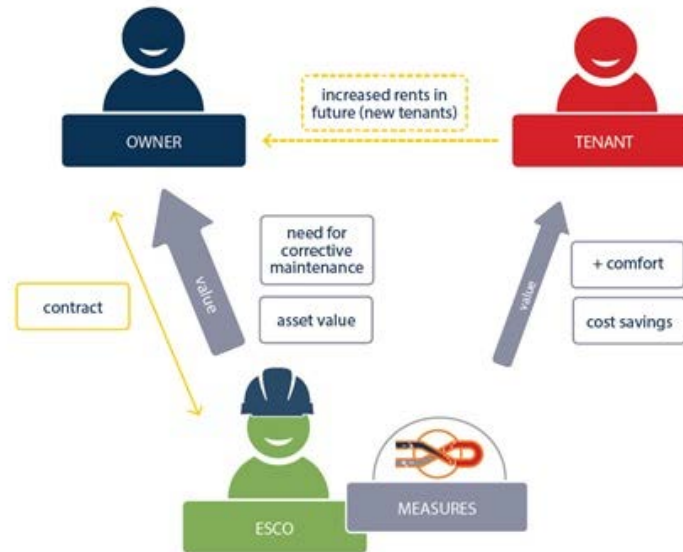 increased rents in
future (new tenants)
OWNER
TENANT
need for
corrective
maintenance
value
value
+ comfort
contract
asset value
cost savings
MEASURES
ESCO